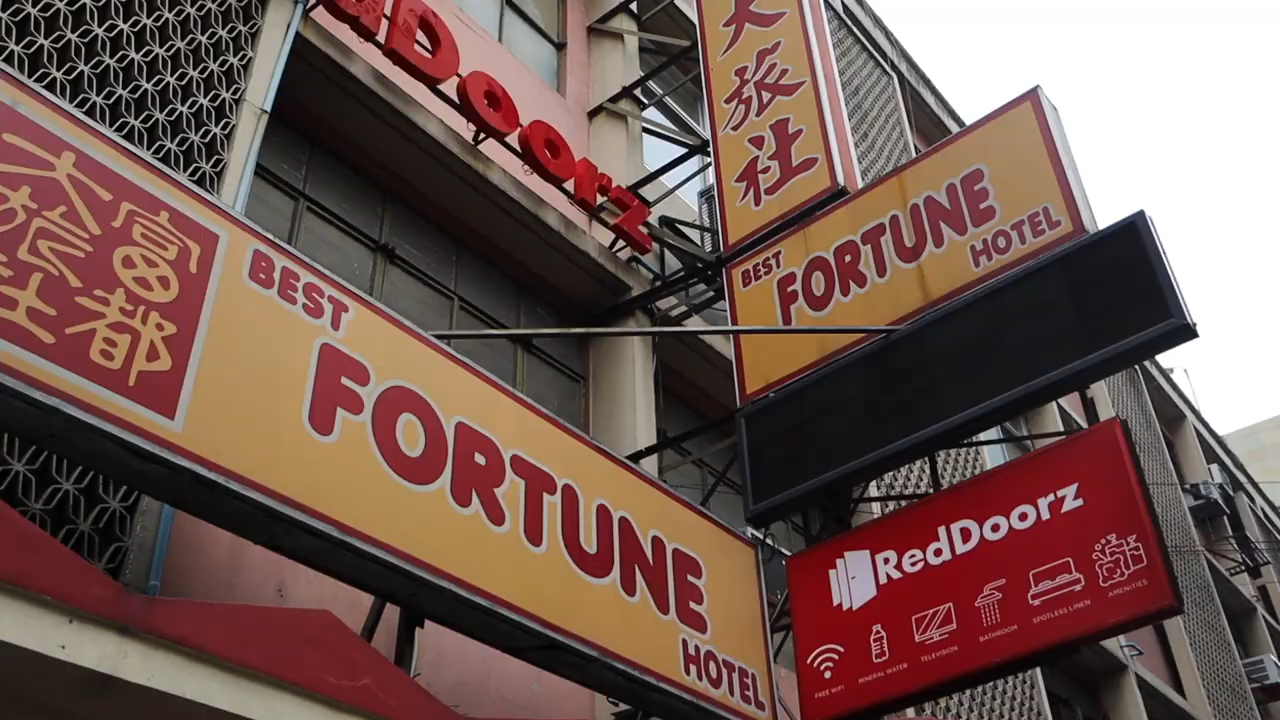 RedDoorz
大旅社
BEST
FORTUNE
HOTEL
富都
大旅社
BEST
FORTUNE
HOTEL
RedDoorz
FREE WIFI
MINERAL WATER
TELEVISION
BATHROOM
SPOTLESS LINEN
AMENITIES